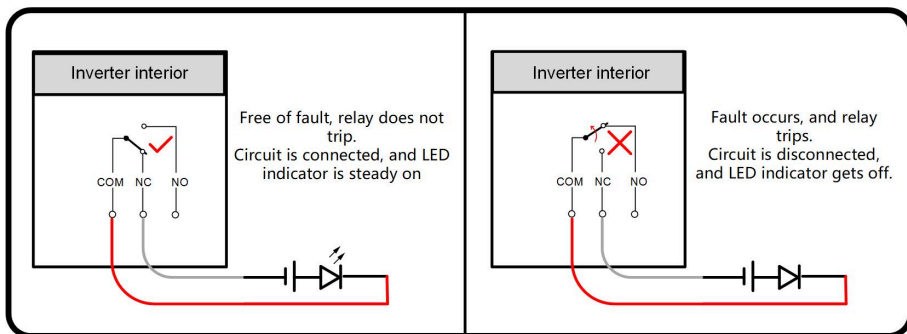 Inverter interior
Free of fault, relay does not
trip.
Circuit is connected, and LED
indicator is steady on
COM NC NO
Inverter interior
Fault occurs, and relay
trips.
Circuit is disconnected,
and LED indicator gets off.
COM NC NO